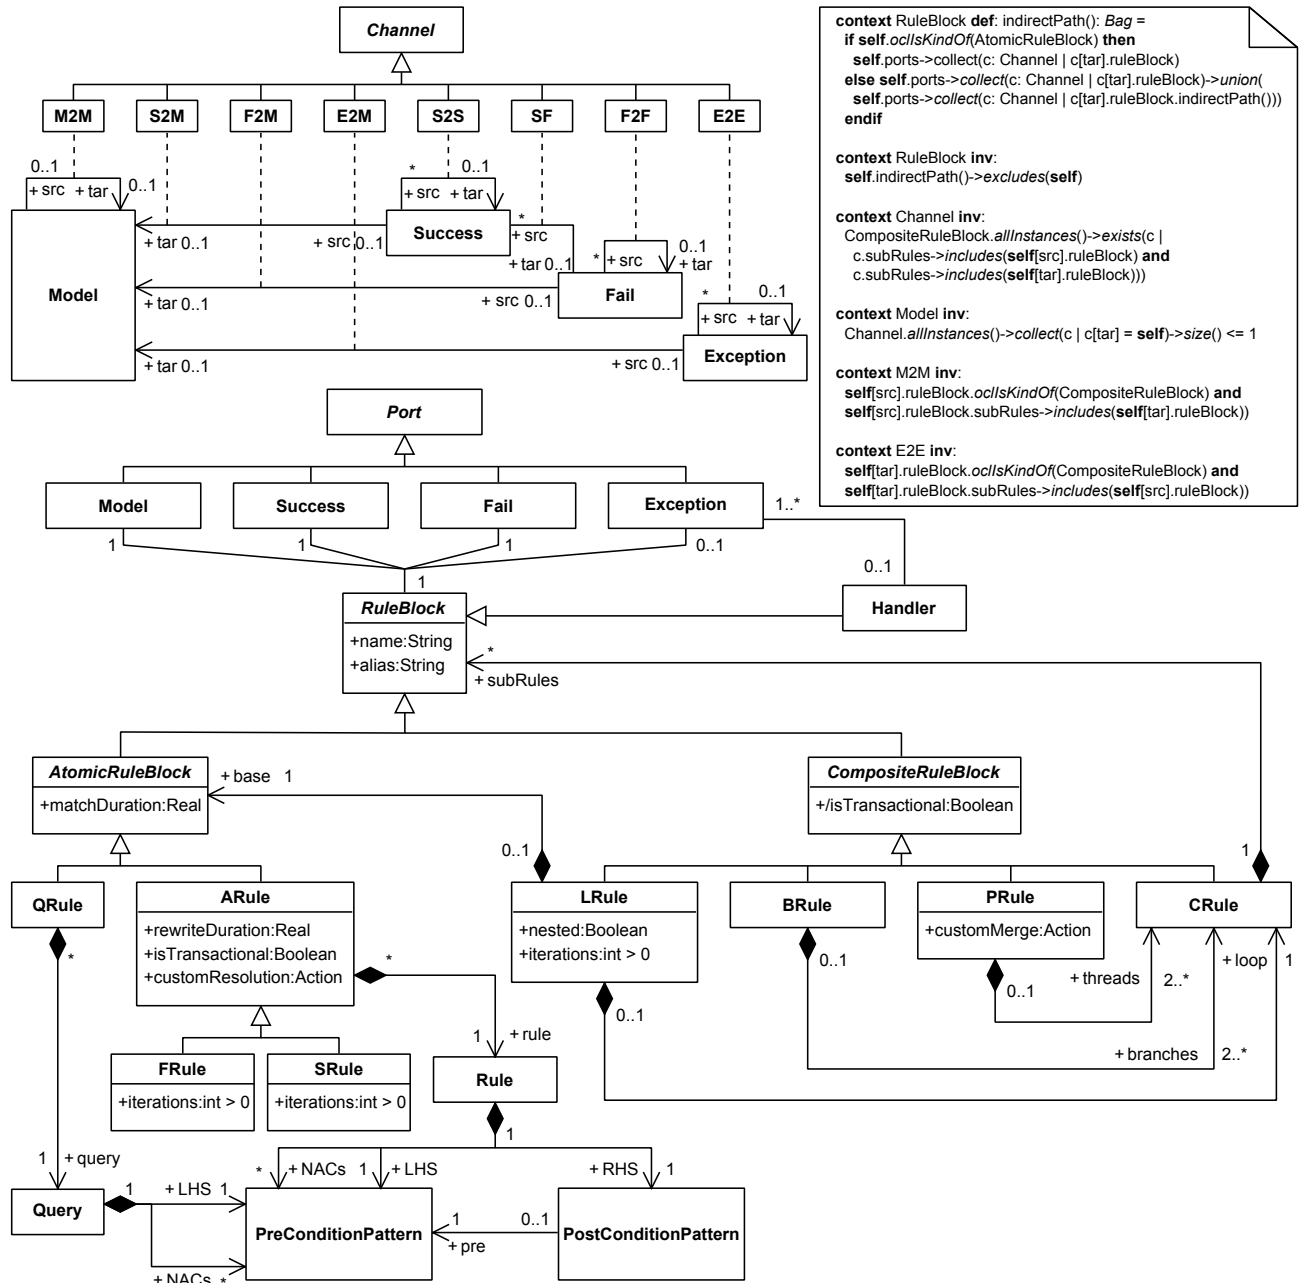 Channel
M2M S2M F2M E2M S2S SF F2F E2E
0..1 * 0..1
+ src + tar 0..1 + src + tar * 0..1
Model
+ tar 0..1 + src 0..1 Success + src * + src + tar
tar 0..1
+ tar 0..1 + src 0..1 Fail * 0..1
+ src + tar
+ tar 0..1 + src 0..1 Exception
context RuleBlock def: indirectPath(): Bag =
if self.oclIsKindOf(AtomicRuleBlock) then
self.ports->collect(c: Channel | c[tar].ruleBlock)
else self.ports->collect(c: Channel | c[tar].ruleBlock)->union(
self.ports->collect(c: Channel | c[tar].ruleBlock.indirectPath()))
endif
context RuleBlock inv:
self.indirectPath()->excludes(self)
context Channel inv:
CompositeRuleBlock.allInstances()->exists(c |
c.subRules->includes(self[src].ruleBlock) and
c.subRules->includes(self[tar].ruleBlock)))
context Model inv:
Channel.allInstances()->collect(c | c[tar] = self)->size() <= 1
context M2M inv:
self[src].ruleBlock.oclIsKindOf(CompositeRuleBlock) and
self[src].ruleBlock.subRules->includes(self[tar].ruleBlock))
context E2E inv:
self[tar].ruleBlock.oclIsKindOf(CompositeRuleBlock) and
self[tar].ruleBlock.subRules->includes(self[src].ruleBlock))
Port
Model Success Fail Exception 1..*
1 1 1 0..1
1 0..1
RuleBlock
+name:String
+alias:String
Handler
*
+ subRules
AtomicRuleBlock
+matchDuration:Real
+ base 1
CompositeRuleBlock
+/isTransactional:Boolean
0..1 1
QRule
*
ARule
+rewriteDuration:Real
+isTransactional:Boolean
+customResolution:Action
*
LRule
+nested:Boolean
+iterations:int > 0
0..1
BRule
0..1
PRule
+customMerge:Action
0..1
CRule
+ threads 2..* + loop 1
+ branches 2..*
FRule
+iterations:int > 0
SRule
+iterations:int > 0
1 + rule
Rule
1
1 + query
* + NACs 1 + LHS + RHS 1
Query 1 + LHS 1
+ NACs *
PreConditionPattern
1 0..1
+ pre
PostConditionPattern